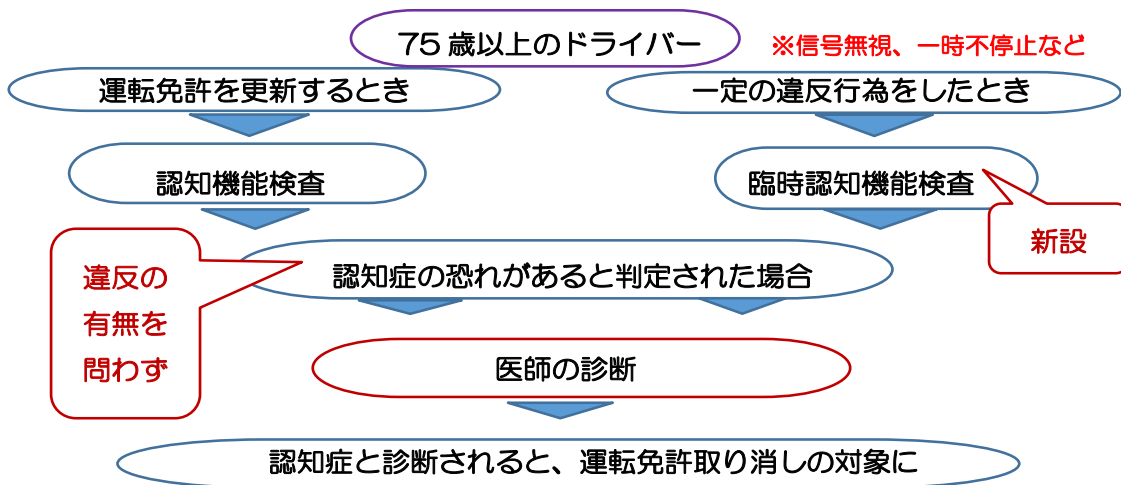 75歳以上のドライバー
※信号無視、一時不停止など
運転免許を更新するとき
一定の違反行為をしたとき
認知機能検査
臨時認知機能検査
新設
違反の
有無を
問わず
認知症の恐れがあると判定された場合
医師の診断
認知症と診断されると、運転免許取り消しの対象に